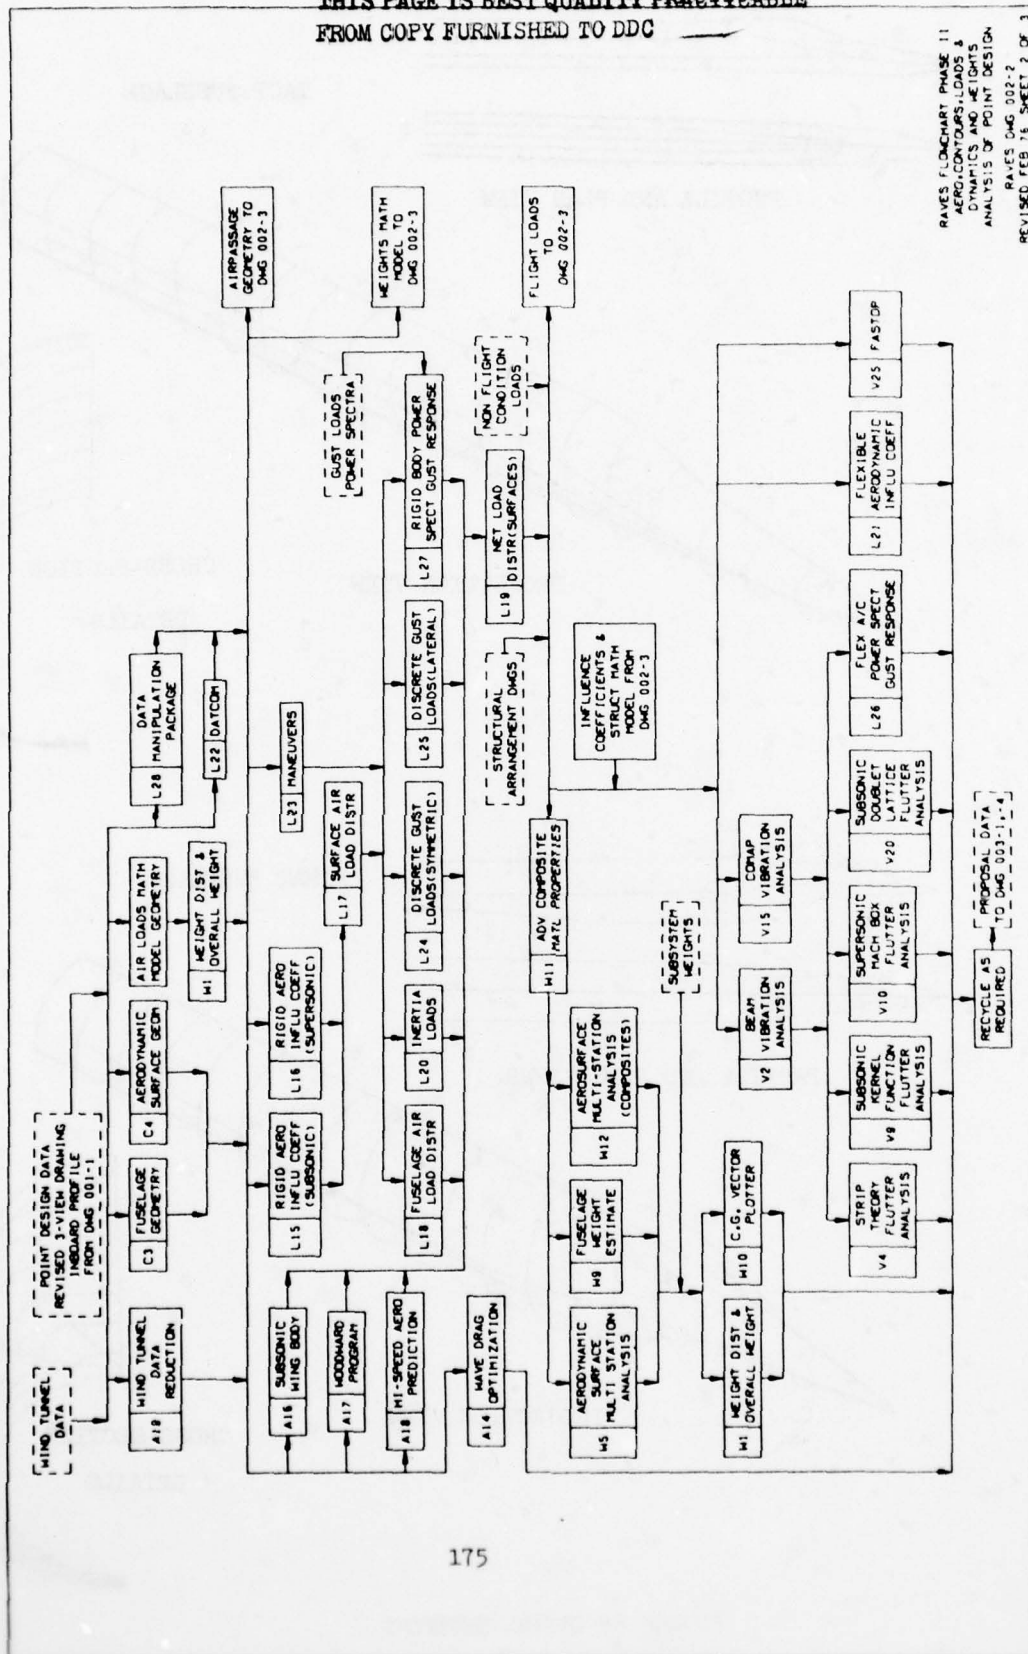 THIS PAGE IS BEST QUALITY PRACTICABLE
FROM COPY FURNISHED TO DDC
RAVES FLOWCHART PHASE II
AERO,CONTOURS,LOADS &
DYNAMICS AND WEIGHTS
ANALYSIS OF POINT DESIGN
RAVES DWG 002-2
REVISED FEB 76 SHEET 2 OF 3
WIND TUNNEL
DATA
POINT DESIGN DATA
REVISED 3-VIEW DRAWING
INBOARD PROFILE
FROM DWG 001-1
A19
WIND TUNNEL
DATA
REDUCTION
C3
FUSELAGE
GEOMETRY
C4
AERODYNAMIC
SURFACE GEOM
AIR LOADS MATH
MODEL GEOMETRY
W1
WEIGHT DIST &
OVERALL WEIGHT
L28
DATA
MANIPULATION
PACKAGE
L22
DATCOM
AIRPASSAGE
GEOMETRY TO
DWG 002-3
WEIGHTS MATH
MODEL TO
DWG 002-3
A16
SUBSONIC
WING BODY
A17
WOODWARD
PROGRAM
A18
HI-SPEED AERO
PREDICTION
A14
WAVE DRAG
OPTIMIZATION
L15
RIGID AERO
INFLU COEFF
(SUBSONIC)
L16
RIGID AERO
INFLU COEFF
(SUPERSONIC)
L17
SURFACE AIR
LOAD DISTR
L23
MANEUVERS
GUST LOADS
POWER SPECTRA
L18
FUSELAGE AIR
LOAD DISTR
L20
INERTIA
LOADS
L24
DISCRETE GUST
LOADS(SYMMETRIC)
L25
DISCRETE GUST
LOADS(LATERAL)
L27
RIGID BODY POWER
SPECT GUST RESPONSE
L19
NET LOAD
DISTR(SURFACES)
NON FLIGHT
CONDITION
LOADS
FLIGHT LOADS
TO
DWG 002-3
STRUCTURAL
ARRANGEMENT DWGS
W11
ADV COMPOSITE
MATL PROPERTIES
INFLUENCE
COEFFICIENTS &
STRUCT MATH
MODEL FROM
DWG 002-3
W5
AERODYNAMIC
SURFACE
MULTI STATION
ANALYSIS
W9
FUSELAGE
WEIGHT
ESTIMATE
W12
AEROSURFACE
MULTI-STATION
ANALYSIS
(COMPOSITES)
SUBSYSTEM
WEIGHTS
W1
WEIGHT DIST &
OVERALL WEIGHT
W10
C.G. VECTOR
PLOTTER
V2
BEAM
VIBRATION
ANALYSIS
V15
COMAP
VIBRATION
ANALYSIS
V4
STRIP
THEORY
FLUTTER
ANALYSIS
V9
SUBSONIC
KERNEL
FUNCTION
FLUTTER
ANALYSIS
V10
SUPERSONIC
MACH BOX
FLUTTER
ANALYSIS
V20
SUBSONIC
DOUBLET
LATTICE
FLUTTER
ANALYSIS
L26
FLEX A/C
POWER SPECT
GUST RESPONSE
L21
FLEXIBLE
AERODYNAMIC
INFLU COEFF
V25
FASTOP
RECYCLE AS
REQUIRED
PROPOSAL DATA
TO DWG 003-1,-4
175